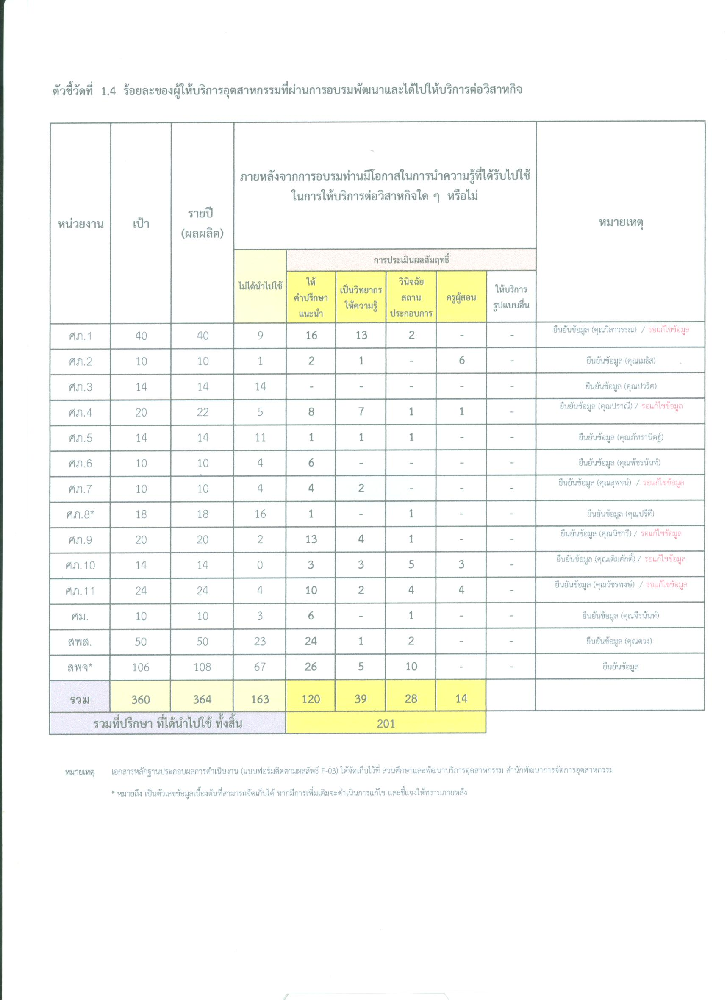 ตัวชี้วัดที่ 1.4 ร้อยละของผู้ให้บริการอุตสาหกรรมที่ผ่านการอบรมพัฒนาและได้ไปให้บริการต่อวิสาหกิจ
หน่วยงาน เป้า รายปี (ผลผลิต) ภายหลังจากการอบรมท่านมีโอกาสในการนำความรู้ที่ได้รับไปใช้ หมายเหตุ
ในการให้บริการต่อวิสาหกิจใด ๆ หรือไม่
ไม่ได้นำไปใช้ การประเมินผลสัมฤทธิ์
ให้คำปรึกษาแนะนำ เป็นวิทยากรให้ความรู้ วินิจฉัยสถานประกอบการ ครูผู้สอน ให้บริการรูปแบบอื่น
ศภ.1 40 40 9 16 13 2 - - ยืนยันข้อมูล (คุณวิลาวรรณ) / รอแก้ไขข้อมูล
ศภ.2 10 10 1 2 1 - 6 - ยืนยันข้อมูล (คุณเมธัส)
ศภ.3 14 14 14 - - - - - ยืนยันข้อมูล (คุณปวริศ)
ศภ.4 20 22 5 8 7 1 1 - ยืนยันข้อมูล (คุณปราณี) / รอแก้ไขข้อมูล
ศภ.5 14 14 11 1 1 1 - - ยืนยันข้อมูล (คุณภัทรานิตฐ์)
ศภ.6 10 10 4 6 - - - - ยืนยันข้อมูล (คุณพัชรนันท์)
ศภ.7 10 10 4 4 2 - - - ยืนยันข้อมูล (คุณสุพจน์) / รอแก้ไขข้อมูล
ศภ.8* 18 18 16 1 - 1 - - ยืนยันข้อมูล (คุณปรีดี)
ศภ.9 20 20 2 13 4 1 - - ยืนยันข้อมูล (คุณนิชารี) / รอแก้ไขข้อมูล
ศภ.10 14 14 0 3 3 5 3 - ยืนยันข้อมูล (คุณเติมศักดิ์) / รอแก้ไขข้อมูล
ศภ.11 24 24 4 10 2 4 4 - ยืนยันข้อมูล (คุณวัชรพงษ์) / รอแก้ไขข้อมูล
ศม. 10 10 3 6 - 1 - - ยืนยันข้อมูล (คุณจีรนันท์)
สพส. 50 50 23 24 1 2 - - ยืนยันข้อมูล (คุณดวง)
สพจ* 106 108 67 26 5 10 - - ยืนยันข้อมูล
รวม 360 364 163 120 39 28 14
รวมที่ปรึกษา ที่ได้นำไปใช้ ทั้งสิ้น 201
หมายเหตุ เอกสารหลักฐานประกอบผลการดำเนินงาน (แบบฟอร์มติดตามผลลัพธ์ F-03) ได้จัดเก็บไว้ที่ ส่วนศึกษาและพัฒนาบริการอุตสาหกรรม สำนักพัฒนาการจัดการอุตสาหกรรม
* หมายถึง เป็นตัวเลขข้อมูลเบื้องต้นที่สามารถจัดเก็บได้ หากมีการเพิ่มเติมจะดำเนินการแก้ไข และชี้แจงให้ทราบภายหลัง